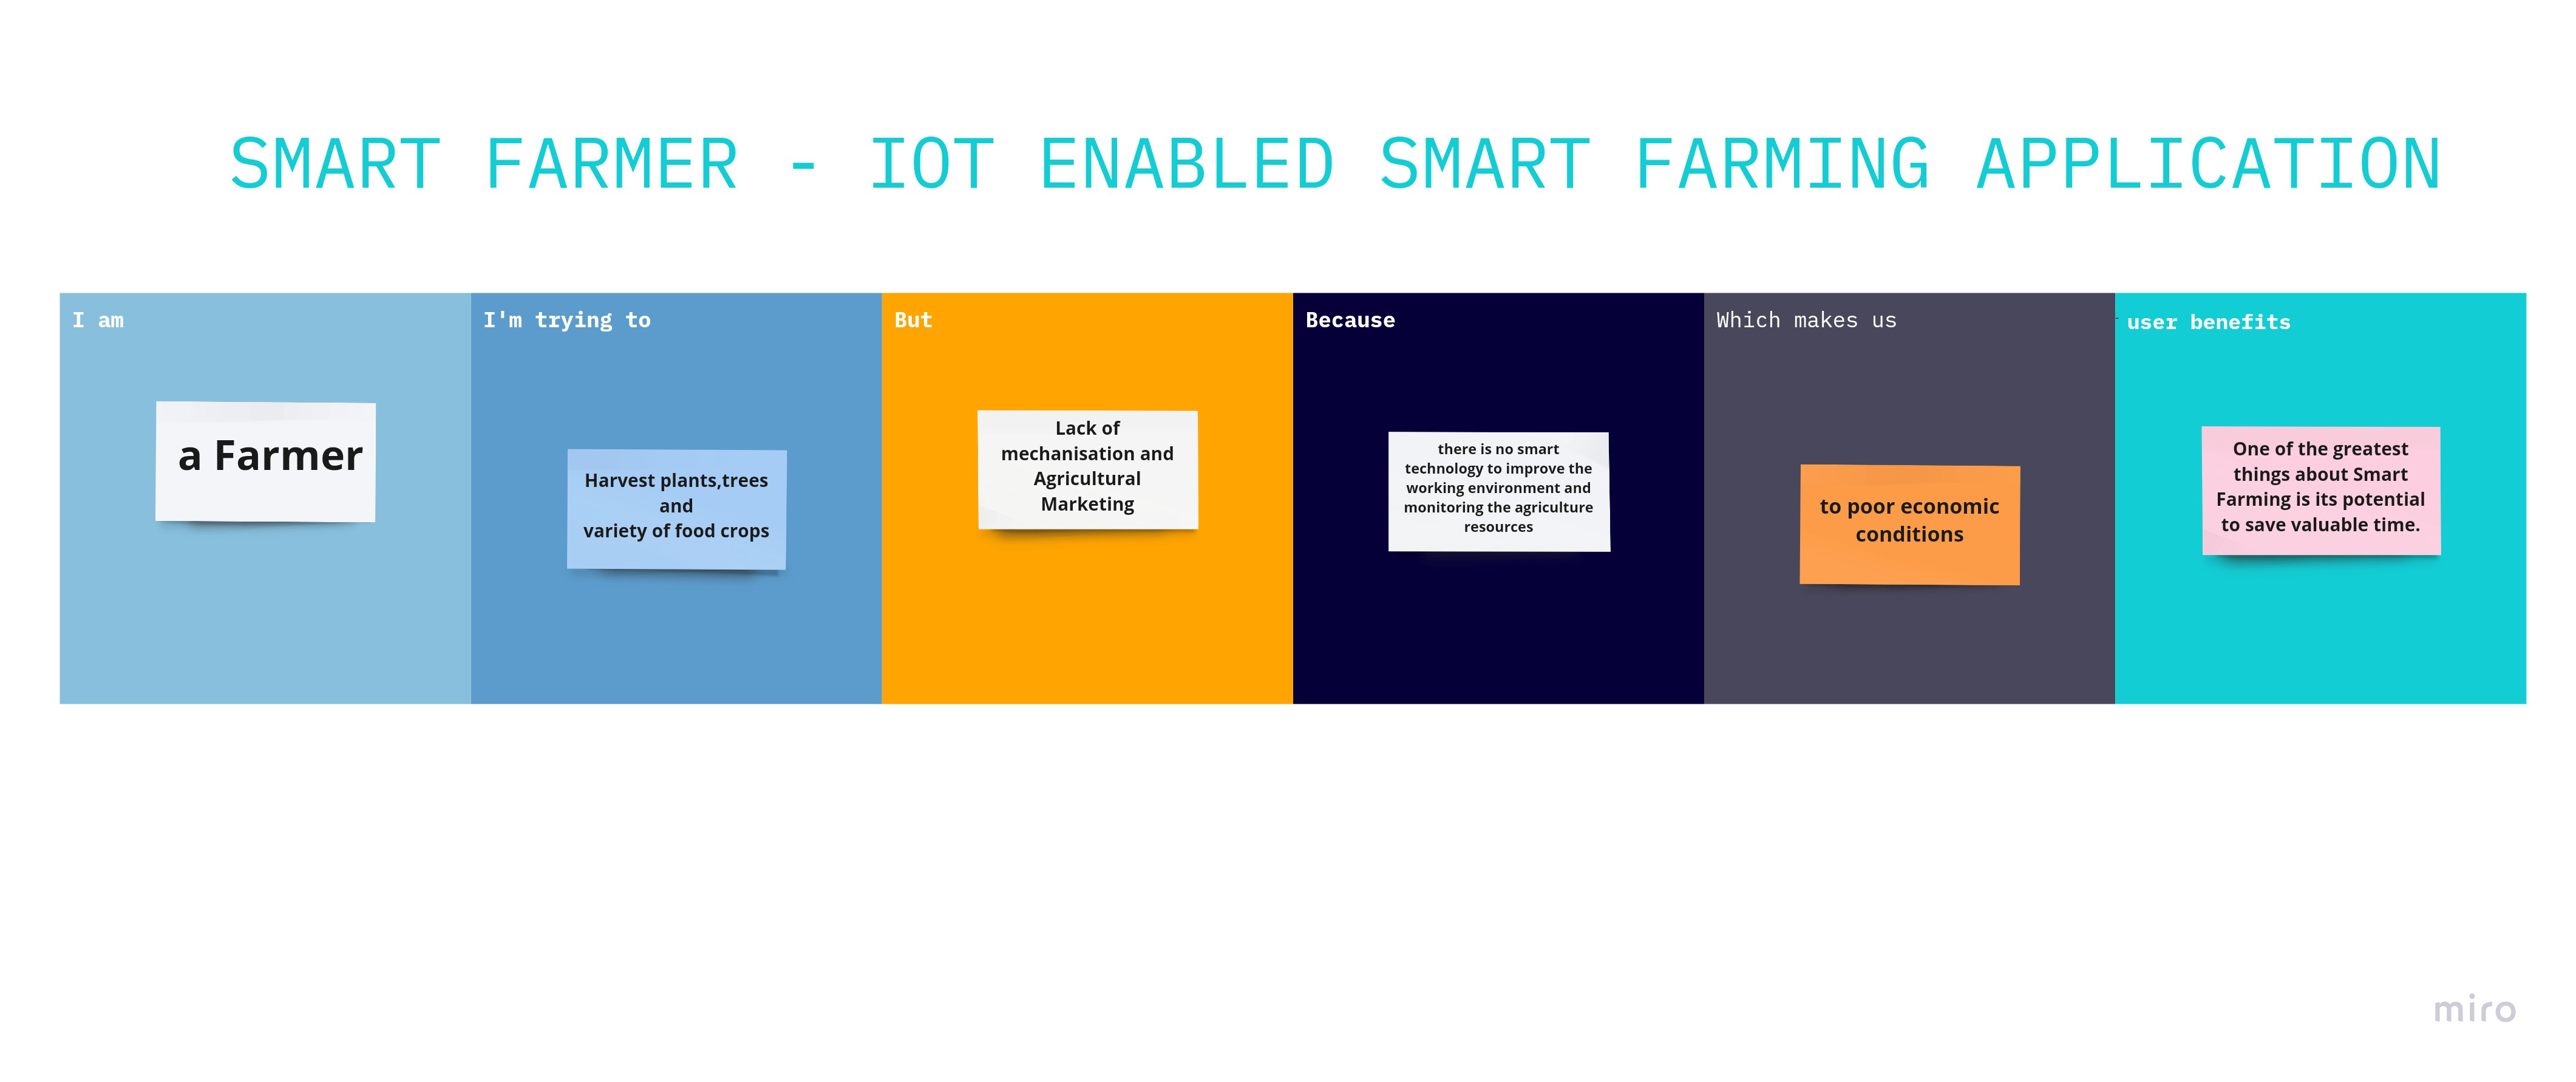 SMART FARMER - IOT ENABLED SMART FARMING APPLICATION
I am
a Farmer
I'm trying to
Harvest plants,trees
and
variety of food crops
But
Lack of
mechanisation and
Agricultural
Marketing
Because
there is no smart
technology to improve the
working environment and
monitoring the agriculture
resources
Which makes us
to poor economic
conditions
user benefits
One of the greatest
things about Smart
Farming is its potential
to save valuable time.
miro